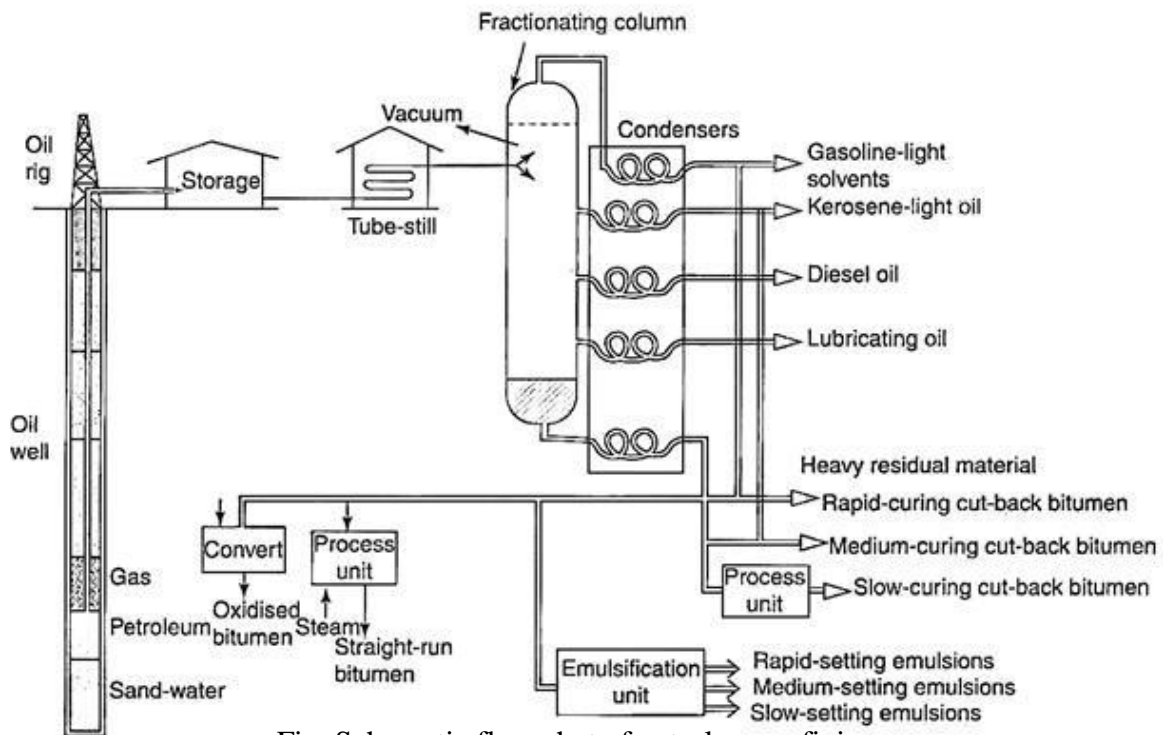 Fractionating column
Vacuum
Condensers
Oil
rig
Storage
Tube-still
Gasoline-light
solvents
Kerosene-light oil
Diesel oil
Lubricating oil
Oil
well
Heavy residual material
Rapid-curing cut-back bitumen
Convert
Process
unit
Medium-curing cut-back bitumen
Process
unit
Slow-curing cut-back bitumen
Gas
Petroleum
Oxidised
bitumen
Steam
Straight-run
bitumen
Sand-water
Emulsification
unit
Rapid-setting emulsions
Medium-setting emulsions
Slow-setting emulsions